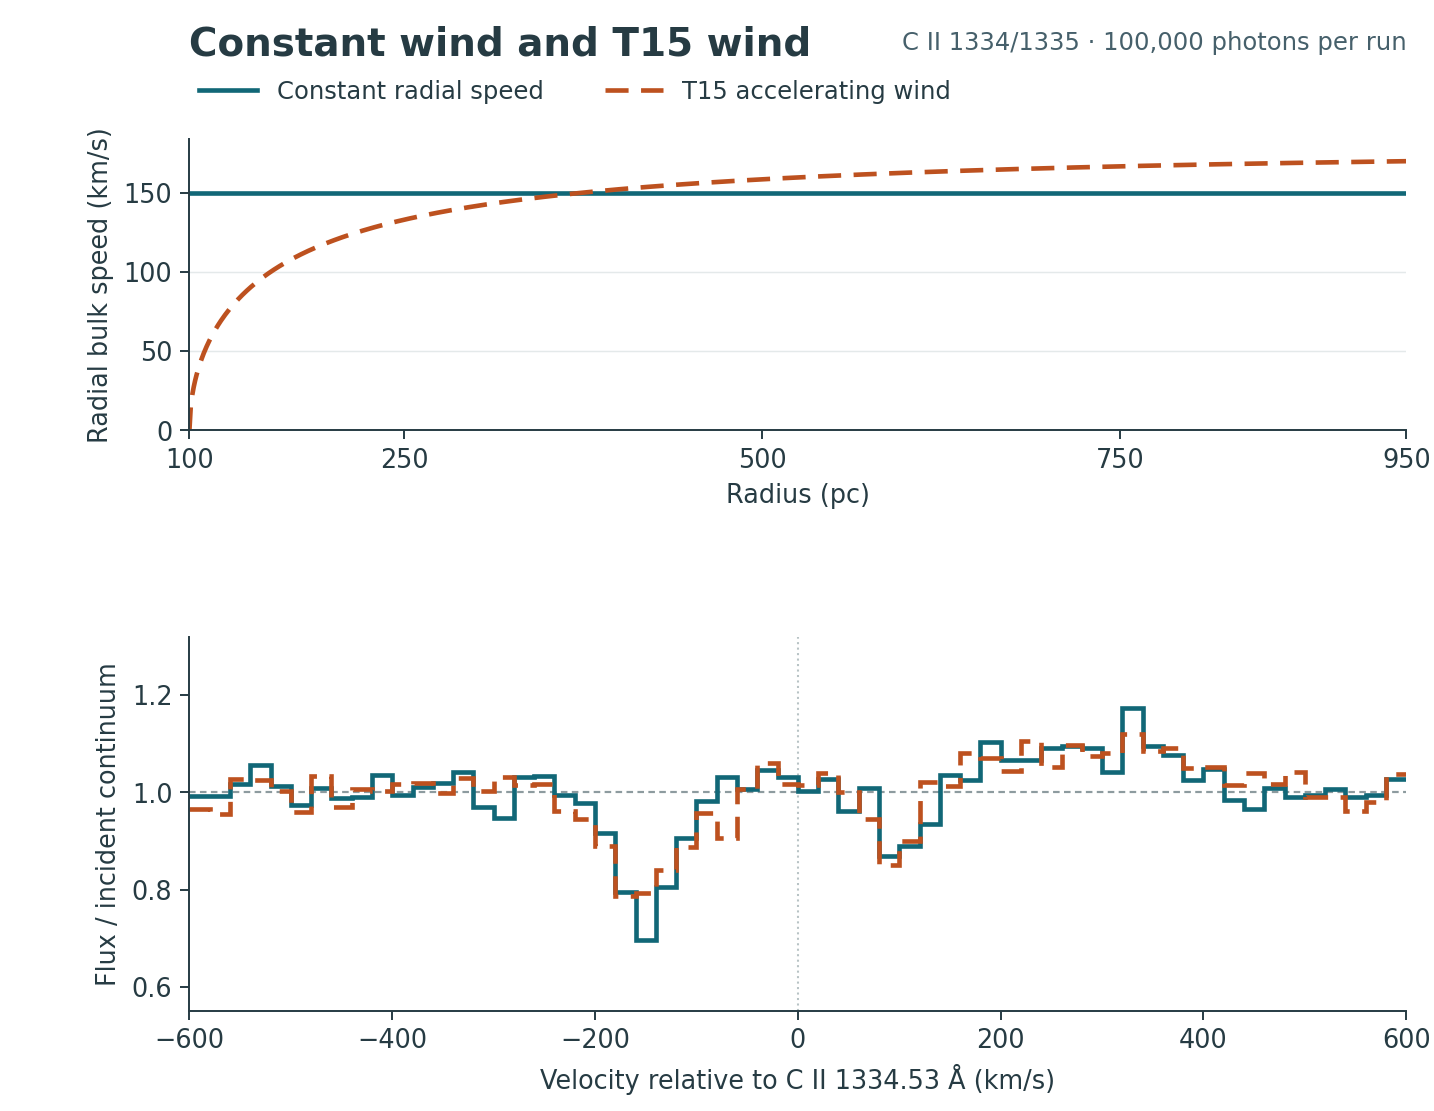 Constant wind and T15 wind
C II 1334/1335 · 100,000 photons per run
Constant radial speed
T15 accelerating wind
Radial bulk speed (km/s)
150
100
50
0
100 250 500 750 950
Radius (pc)
Flux / incident continuum
1.2
1.0
0.8
0.6
−600 −400 −200 0 200 400 600
Velocity relative to C II 1334.53 Å (km/s)